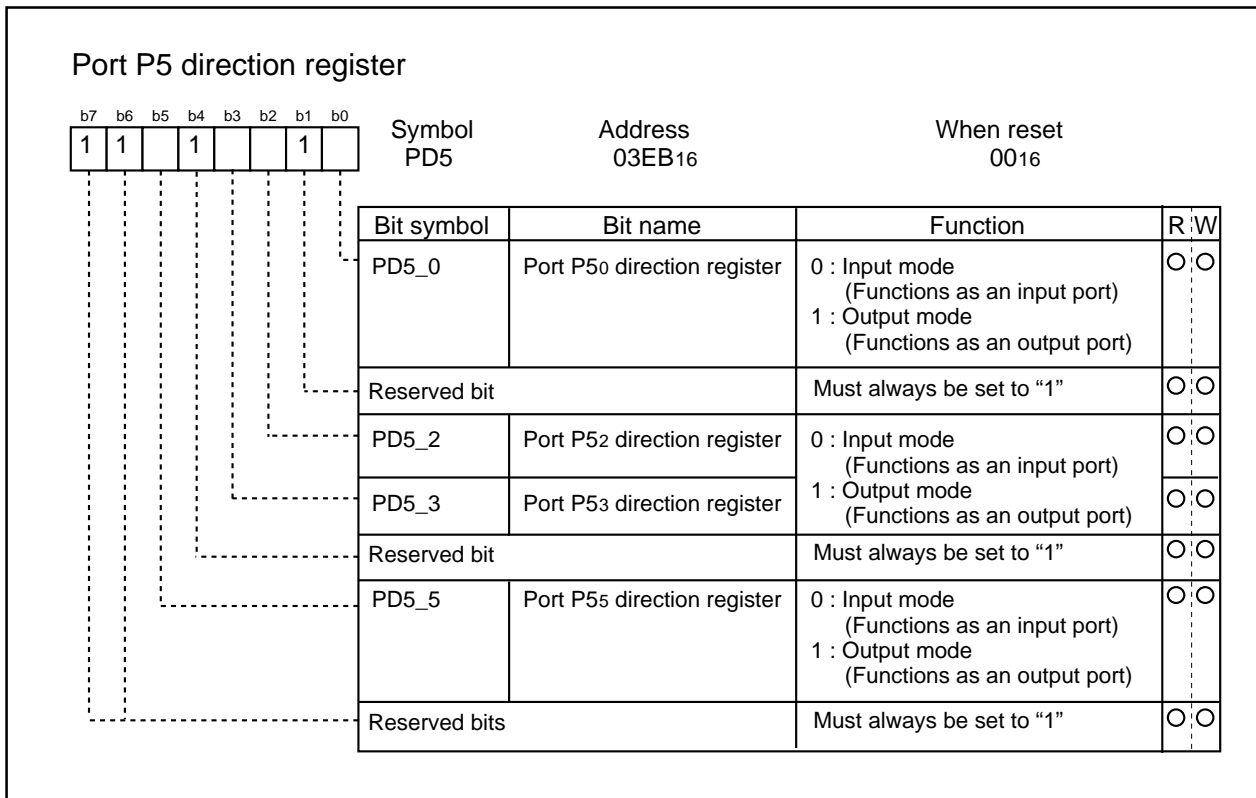 Port P5 direction register
b7 b6 b5 b4 b3 b2 b1 b0
1 1 1 1
Symbol Address When reset
PD5 03EB16 0016
Bit symbol Bit name Function R W
PD5_0 Port P50 direction register 0 : Input mode
(Functions as an input port)
1 : Output mode
(Functions as an output port)
Reserved bit Must always be set to “1”
PD5_2 Port P52 direction register 0 : Input mode
(Functions as an input port)
PD5_3 Port P53 direction register 1 : Output mode
(Functions as an output port)
Reserved bit Must always be set to “1”
PD5_5 Port P55 direction register 0 : Input mode
(Functions as an input port)
1 : Output mode
(Functions as an output port)
Reserved bits Must always be set to “1”